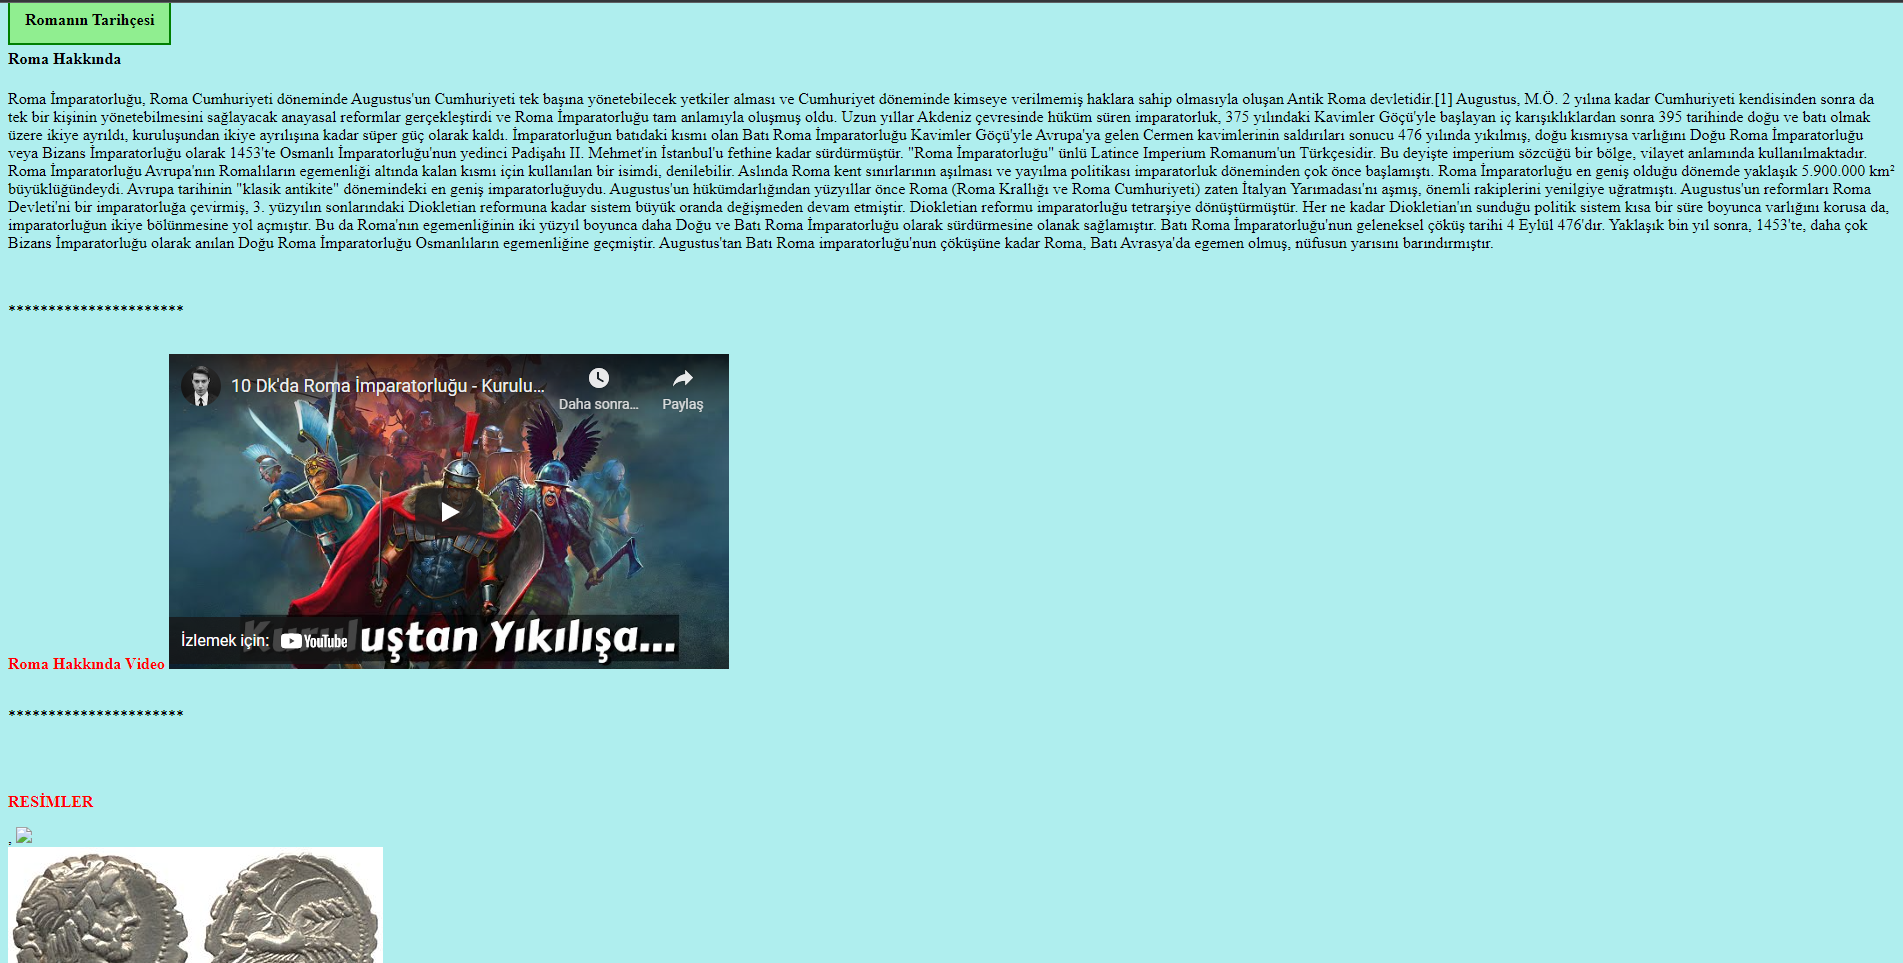 Romanın Tarihçesi
Roma Hakkında
Roma İmparatorluğu, Roma Cumhuriyeti döneminde Augustus'un Cumhuriyeti tek başına yönetebilecek yetkiler alması ve Cumhuriyet döneminde kimseye verilmemiş haklara sahip olmasıyla oluşan Antik Roma devletidir.[1] Augustus, M.Ö. 2 yılına kadar Cumhuriyeti kendisinden sonra da
tek bir kişinin yönetebilmesini sağlayacak anayasal reformlar gerçekleştirdi ve Roma İmparatorluğu tam anlamıyla oluşmuş oldu. Uzun yıllar Akdeniz çevresinde hüküm süren imparatorluk, 375 yılındaki Kavimler Göçü'yle başlayan iç karışıklıklardan sonra 395 tarihinde doğu ve batı olmak
üzere ikiye ayrıldı, kuruluşundan ikiye ayrılışına kadar süper güç olarak kaldı. İmparatorluğun batıdaki kısmı olan Batı Roma İmparatorluğu Kavimler Göçü'yle Avrupa'ya gelen Cermen kavimlerinin saldırıları sonucu 476 yılında yıkılmış, doğu kısmıysa varlığını Doğu Roma İmparatorluğu
veya Bizans İmparatorluğu olarak 1453'te Osmanlı İmparatorluğu'nun yedinci Padişahı II. Mehmet'in İstanbul'u fethine kadar sürdürmüştür. "Roma İmparatorluğu" ünlü Latince Imperium Romanum'un Türkçesidir. Bu deyişte imperium sözcüğü bir bölge, vilayet anlamında kullanılmaktadır.
Roma İmparatorluğu Avrupa'nın Romalıların egemenliği altında kalan kısmı için kullanılan bir isimdi, denilebilir. Aslında Roma kent sınırlarının aşılması ve yayılma politikası imparatorluk döneminden çok önce başlamıştı. Roma İmparatorluğu en geniş olduğu dönemde yaklaşık 5.900.000 km²
büyüklüğündeydi. Avrupa tarihinin "klasik antikite" dönemindeki en geniş imparatorluğuydu. Augustus'un hükümdarlığından yüzyıllar önce Roma (Roma Krallığı ve Roma Cumhuriyeti) zaten İtalyan Yarımadası'nı aşmış, önemli rakiplerini yenilgiye uğratmıştı. Augustus'un reformları Roma
Devleti'ni bir imparatorluğa çevirmiş, 3. yüzyılın sonlarındaki Diokletian reformuna kadar sistem büyük oranda değişmeden devam etmiştir. Diokletian reformu imparatorluğu tetrarşiye dönüştürmüştür. Her ne kadar Diokletian'ın sunduğu politik sistem kısa bir süre boyunca varlığını korusa da,
imparatorluğun ikiye bölünmesine yol açmıştır. Bu da Roma'nın egemenliğinin iki yüzyıl boyunca daha Doğu ve Batı Roma İmparatorluğu olarak sürdürmesine olanak sağlamıştır. Batı Roma İmparatorluğu'nun geleneksel çöküş tarihi 4 Eylül 476'dır. Yaklaşık bin yıl sonra, 1453'te, daha çok
Bizans İmparatorluğu olarak anılan Doğu Roma İmparatorluğu Osmanlıların egemenliğine geçmiştir. Augustus'tan Batı Roma imparatorluğu'nun çöküşüne kadar Roma, Batı Avrasya'da egemen olmuş, nüfusun yarısını barındırmıştır.
**********************
10 Dk'da Roma İmparatorluğu - Kurulu...
Daha sonra...
Paylaş
Kuruluştan Yıkılışa...
İzlemek için: YouTube
Roma Hakkında Video
**********************
RESİMLER
,